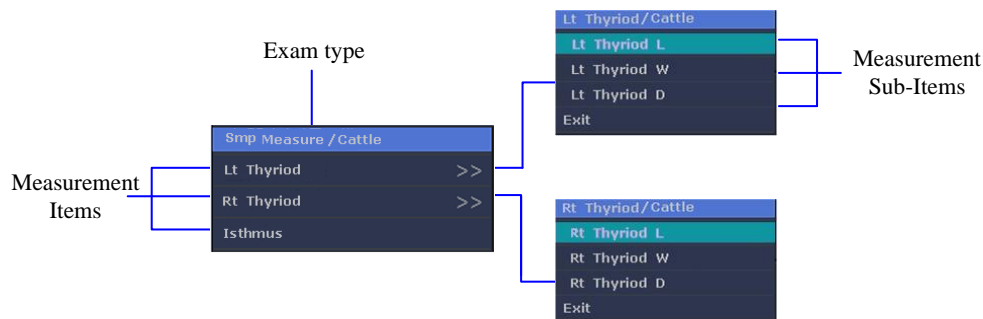 Exam type
Smp Measure /Cattle
Lt Thyriod >>
Rt Thyriod >>
Isthmus
Measurement
Items
Lt Thyriod/Cattle
Lt Thyriod L
Lt Thyriod W
Lt Thyriod D
Exit
Measurement
Sub-Items
Rt Thyriod/Cattle
Rt Thyriod L
Rt Thyriod W
Rt Thyriod D
Exit